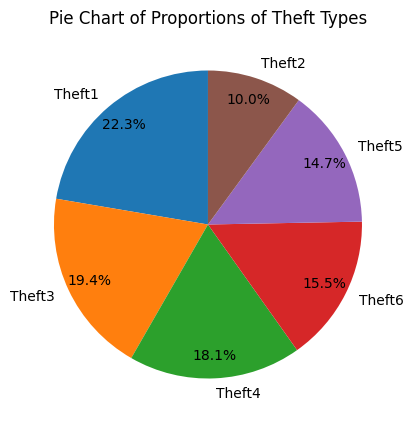 Pie Chart of Proportions of Theft Types
Theft2
Theft1
10.0%
22.3%
Theft5
14.7%
19.4%
15.5%
Theft3
Theft6
18.1%
Theft4